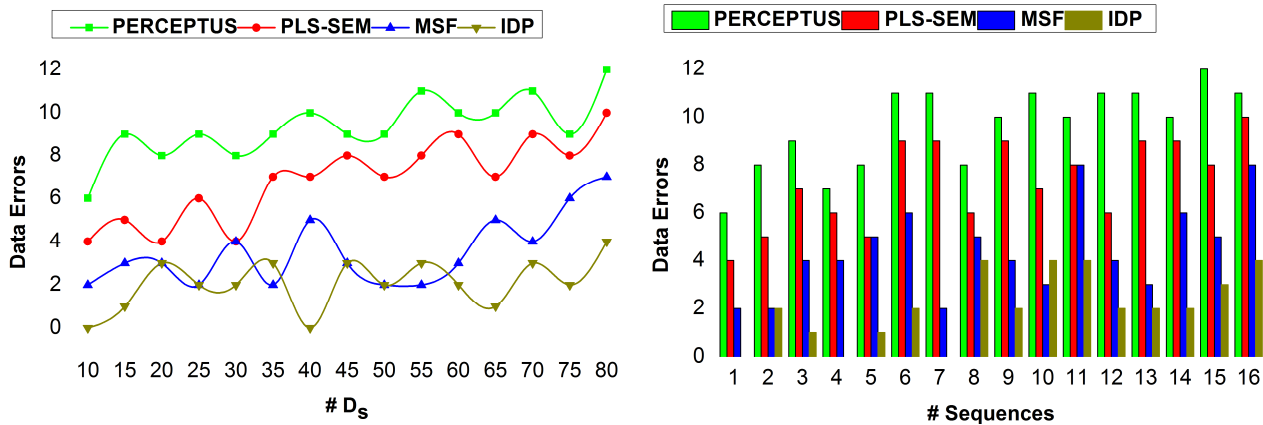 PERCEPTUS PLS-SEM MSF IDP
12
10
8
6
4
2
0
Data Errors
10 15 20 25 30 35 40 45 50 55 60 65 70 75 80
# Ds
PERCEPTUS PLS-SEM MSF IDP
12
10
8
6
4
2
0
Data Errors
1 2 3 4 5 6 7 8 9 10 11 12 13 14 15 16
# Sequences